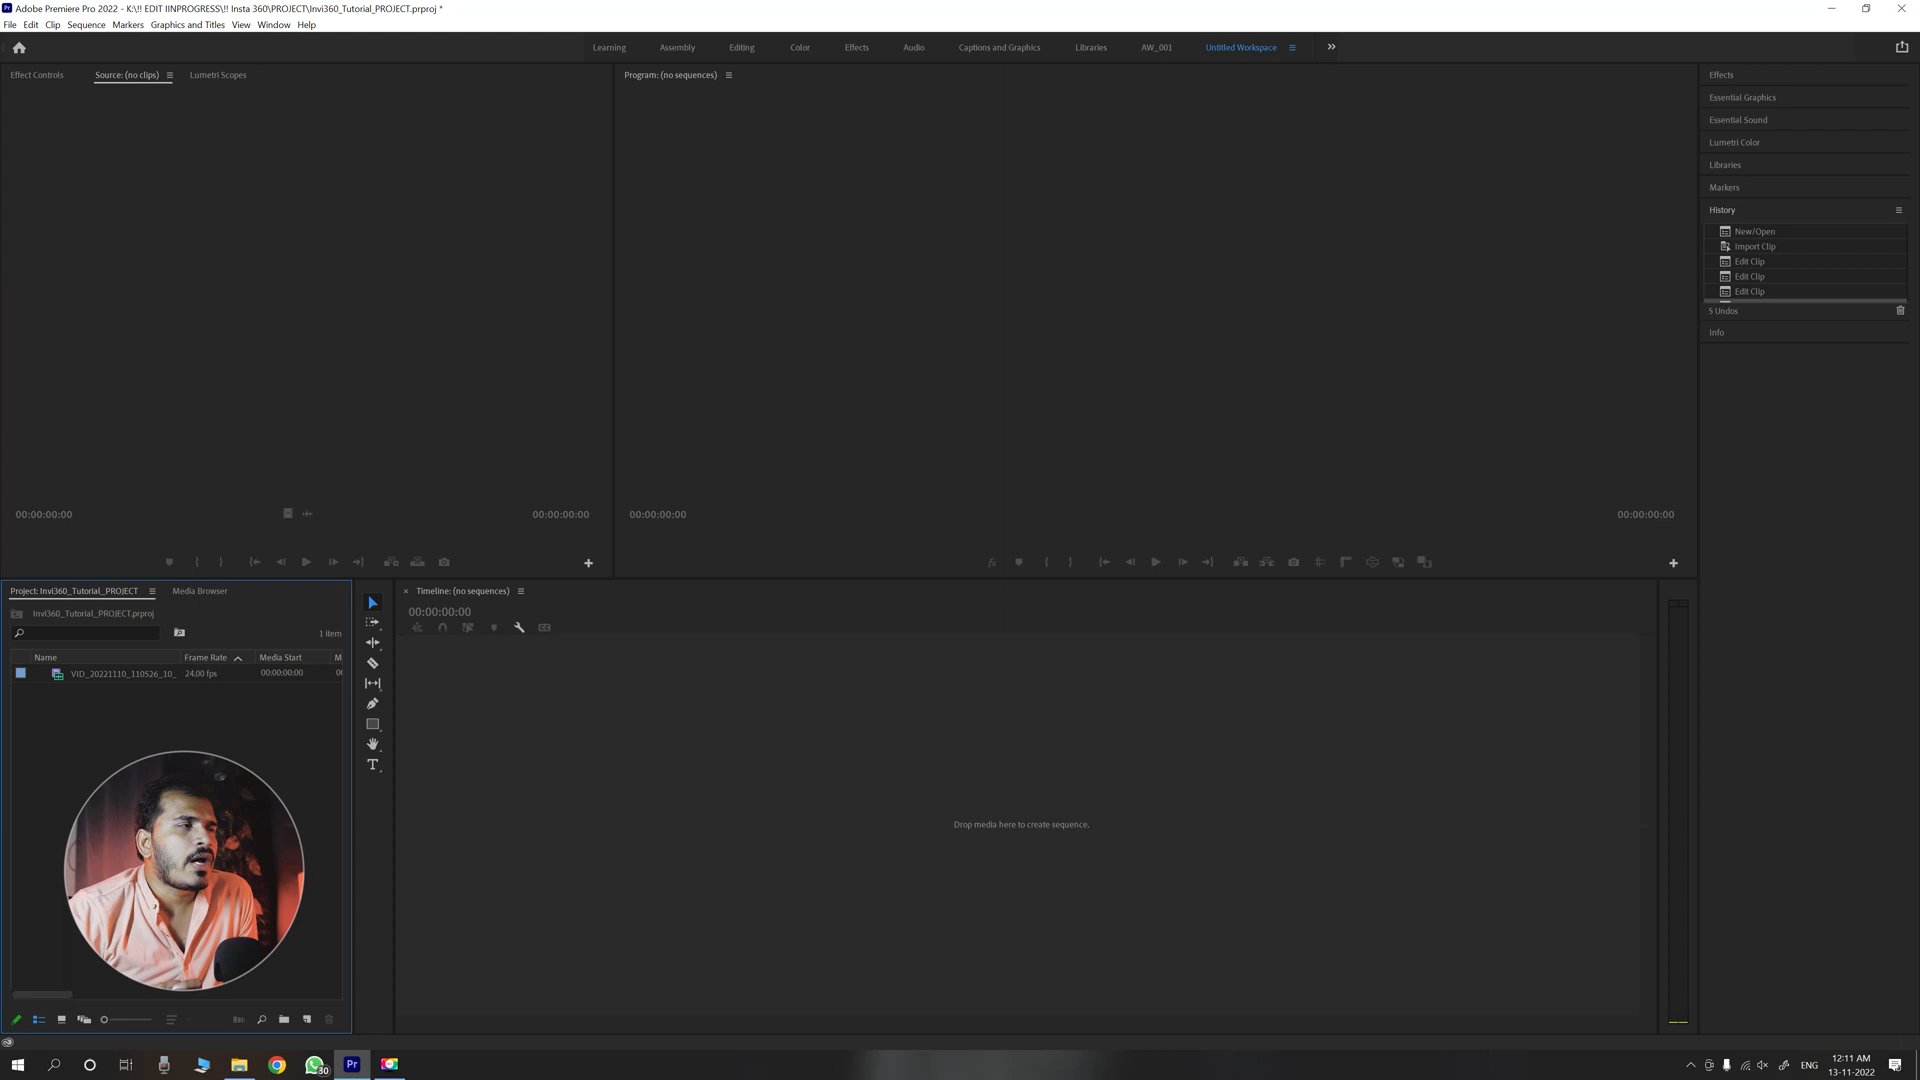 Adobe Premiere Pro 2022 - K:\!! EDIT IINPROGRESS\!! Insta 360\PROJECT\Invi360_Tutorial_PROJECT.prproj *
File Edit Clip Sequence Markers Graphics and Titles View Window Help
Learning Assembly Editing Color Effects Audio Captions and Graphics Libraries AW_001 Untitled Workspace
Effect Controls Source: (no clips) Lumetri Scopes
Program: (no sequences)
Effects
Essential Graphics
Essential Sound
Lumetri Color
Libraries
Markers
History
New/Open
Import Clip
Edit Clip
Edit Clip
Edit Clip
5 Undos
Info
00:00:00:00 00:00:00:00
00:00:00:00 00:00:00:00
Project: Invi360_Tutorial_PROJECT Media Browser
Invi360_Tutorial_PROJECT.prproj
1 item
Name Frame Rate Media Start M
VID_20221110_110526_10_ 24.00 fps 00:00:00:00 00
Timeline: (no sequences)
00:00:00:00
Drop media here to create sequence.
30
Pr
ENG
12:11 AM
13-11-2022